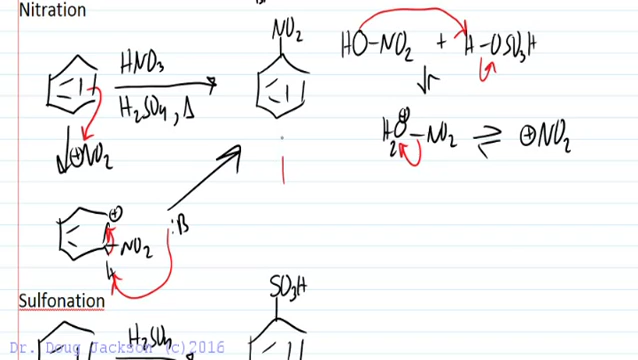 Nitration
NO₂
HO-NO₂ + H-OSO₃H
HNO₃
H₂SO₄, Δ
H₂O⊕-NO₂ ⇌ ⊕NO₂
⊕NO₂
⊕
:B
NO₂
H
Sulfonation
SO₃H
H₂SO₄
Dr. Doug Jackson (c)2016